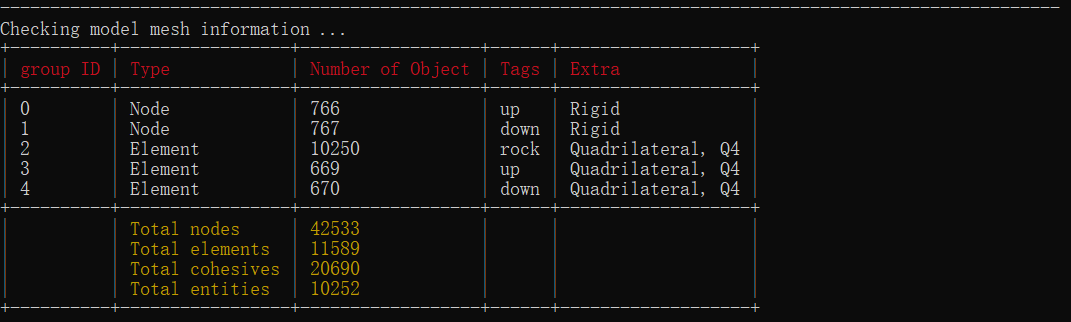 Checking model mesh information ...
group ID Type Number of Object Tags Extra
0 Node 766 up Rigid
1 Node 767 down Rigid
2 Element 10250 rock Quadrilateral, Q4
3 Element 669 up Quadrilateral, Q4
4 Element 670 down Quadrilateral, Q4
Total nodes 42533
Total elements 11589
Total cohesives 20690
Total entities 10252